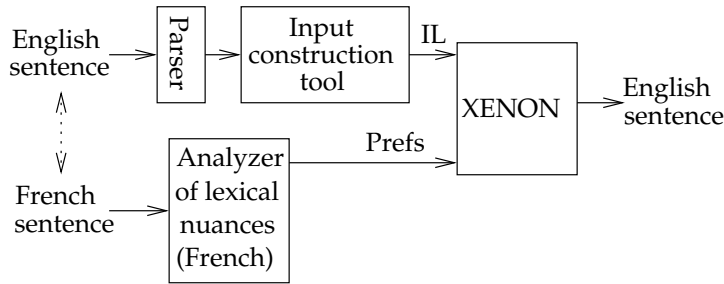 English
sentence
Parser
Input
construction
tool
IL
XENON
English
sentence
Prefs
French
sentence
Analyzer
of lexical
nuances
(French)